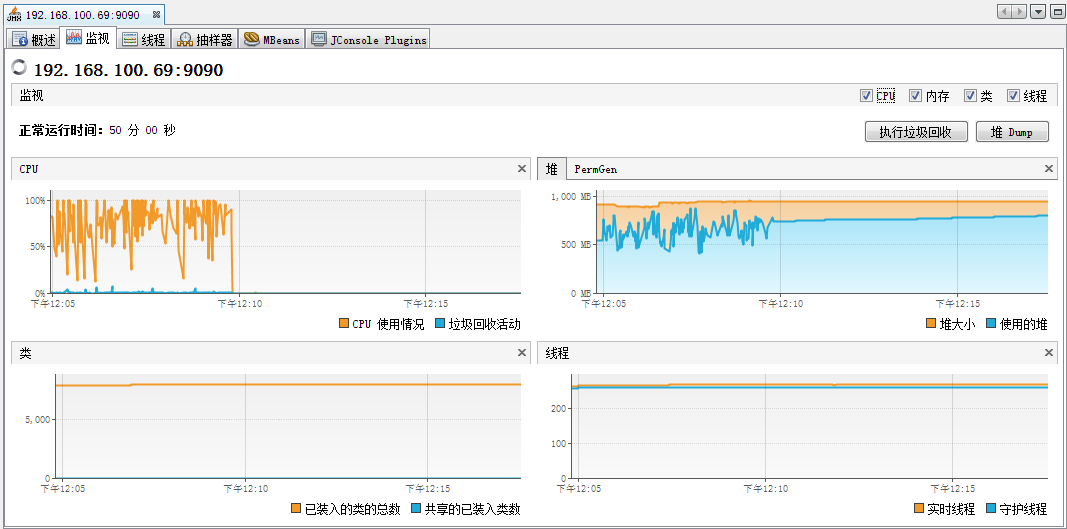 JMX 192.168.100.69:9090
概述 监视 线程 抽样器 MBeans JConsole Plugins
192.168.100.69:9090
监视 CPU 内存 类 线程
正常运行时间: 50 分 00 秒 执行垃圾回收 堆 Dump
CPU
100%
50%
0%
下午12:05 下午12:10 下午12:15
CPU 使用情况 垃圾回收活动
堆 PermGen
1,000 MB
500 MB
0 MB
下午12:05 下午12:10 下午12:15
堆大小 使用的堆
类
5,000
0
下午12:05 下午12:10 下午12:15
已装入的类的总数 共享的已装入类数
线程
200
100
0
下午12:05 下午12:10 下午12:15
实时线程 守护线程